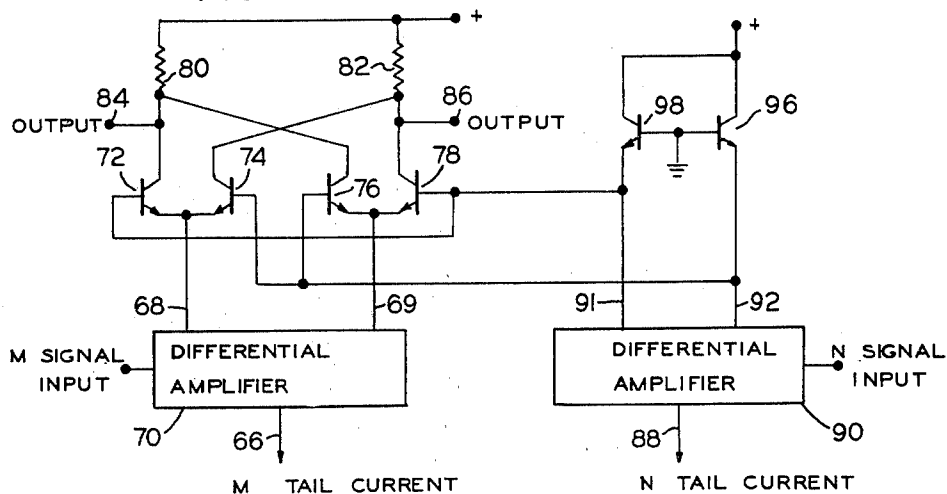 +
80
82
+
84
86
98
96
OUTPUT
OUTPUT
72
74
76
78
68
69
91
92
M SIGNAL
INPUT
DIFFERENTIAL
AMPLIFIER
DIFFERENTIAL
AMPLIFIER
N SIGNAL
INPUT
70
66
88
90
M TAIL CURRENT
N TAIL CURRENT